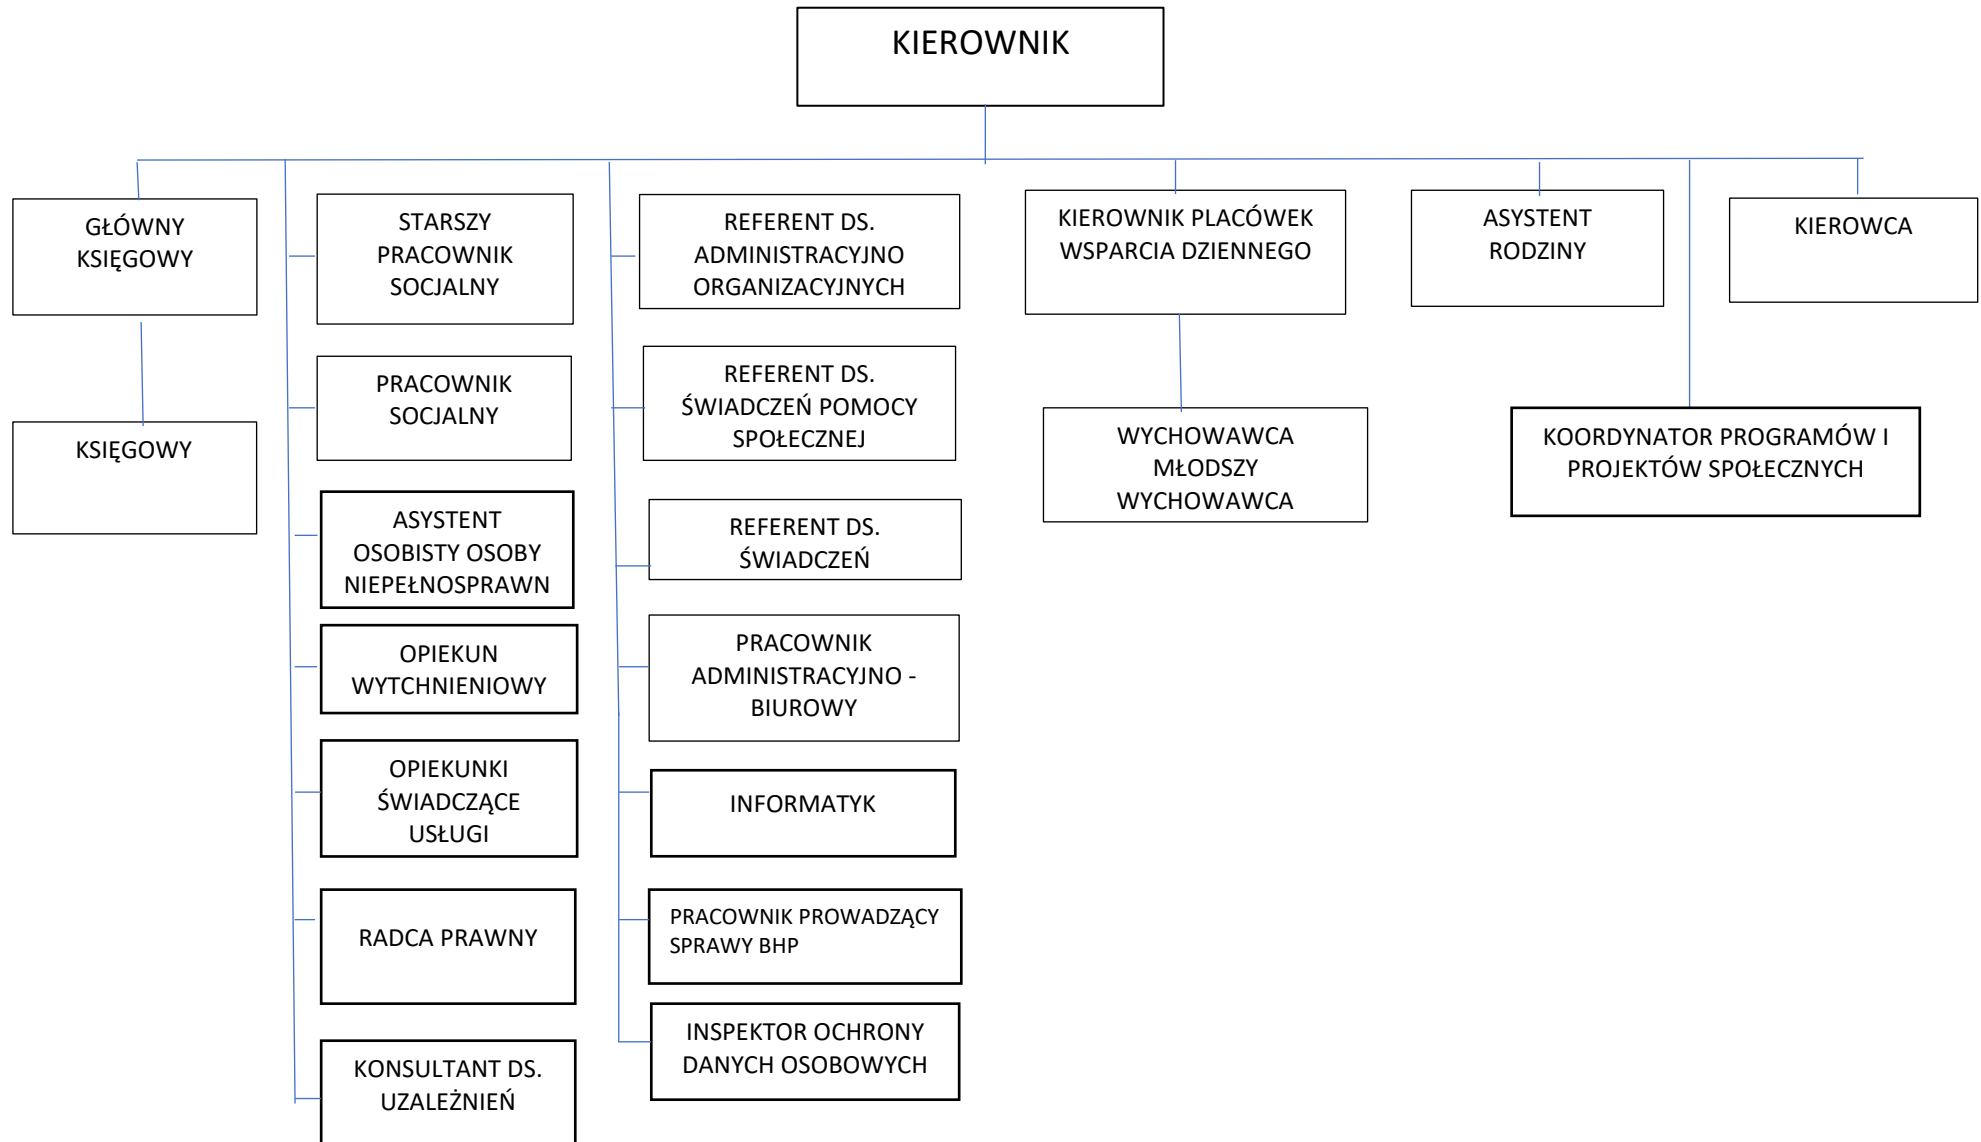 KIEROWNIK
GŁÓWNY
KSIĘGOWY
KSIĘGOWY
STARSZY
PRACOWNIK
SOCJALNY
PRACOWNIK
SOCJALNY
ASYSTENT
OSOBISTY OSOBY
NIEPEŁNOSPRAWN
OPIEKUN
WYTCHNIENIOWY
OPIEKUNKI
ŚWIADCZĄCE
USŁUGI
RADCA PRAWNY
KONSULTANT DS.
UZALEŻNIEŃ
REFERENT DS.
ADMINISTRACYJNO
ORGANIZACYJNYCH
REFERENT DS.
ŚWIADCZEŃ POMOCY
SPOŁECZNEJ
REFERENT DS.
ŚWIADCZEŃ
PRACOWNIK
ADMINISTRACYJNO -
BIUROWY
INFORMATYK
PRACOWNIK PROWADZĄCY
SPRAWY BHP
INSPEKTOR OCHRONY
DANYCH OSOBOWYCH
KIEROWNIK PLACÓWEK
WSPARCIA DZIENNEGO
WYCHOWAWCA
MŁODSZY
WYCHOWAWCA
ASYSTENT
RODZINY
KOORDYNATOR PROGRAMÓW I
PROJEKTÓW SPOŁECZNYCH
KIEROWCA